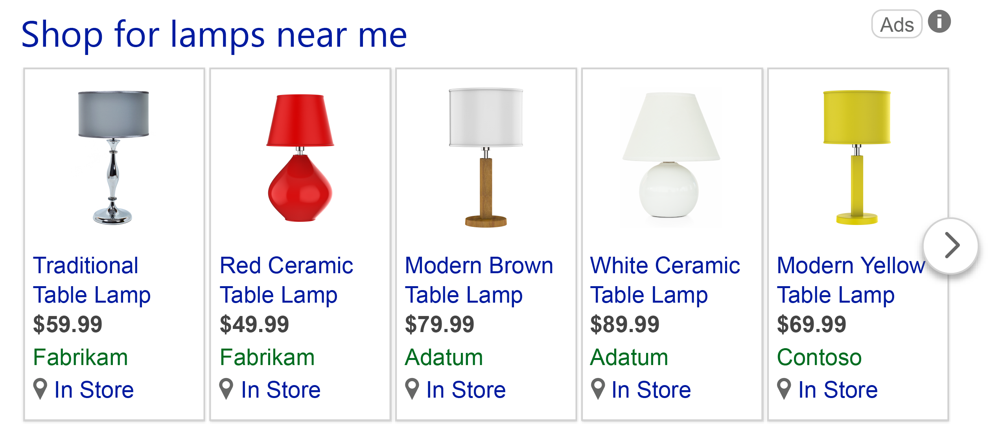 Shop for lamps near me
Ads
i
Traditional
Table Lamp
$59.99
Fabrikam
In Store
Red Ceramic
Table Lamp
$49.99
Fabrikam
In Store
Modern Brown
Table Lamp
$79.99
Adatum
In Store
White Ceramic
Table Lamp
$89.99
Adatum
In Store
Modern Yellow
Table Lamp
$69.99
Contoso
In Store